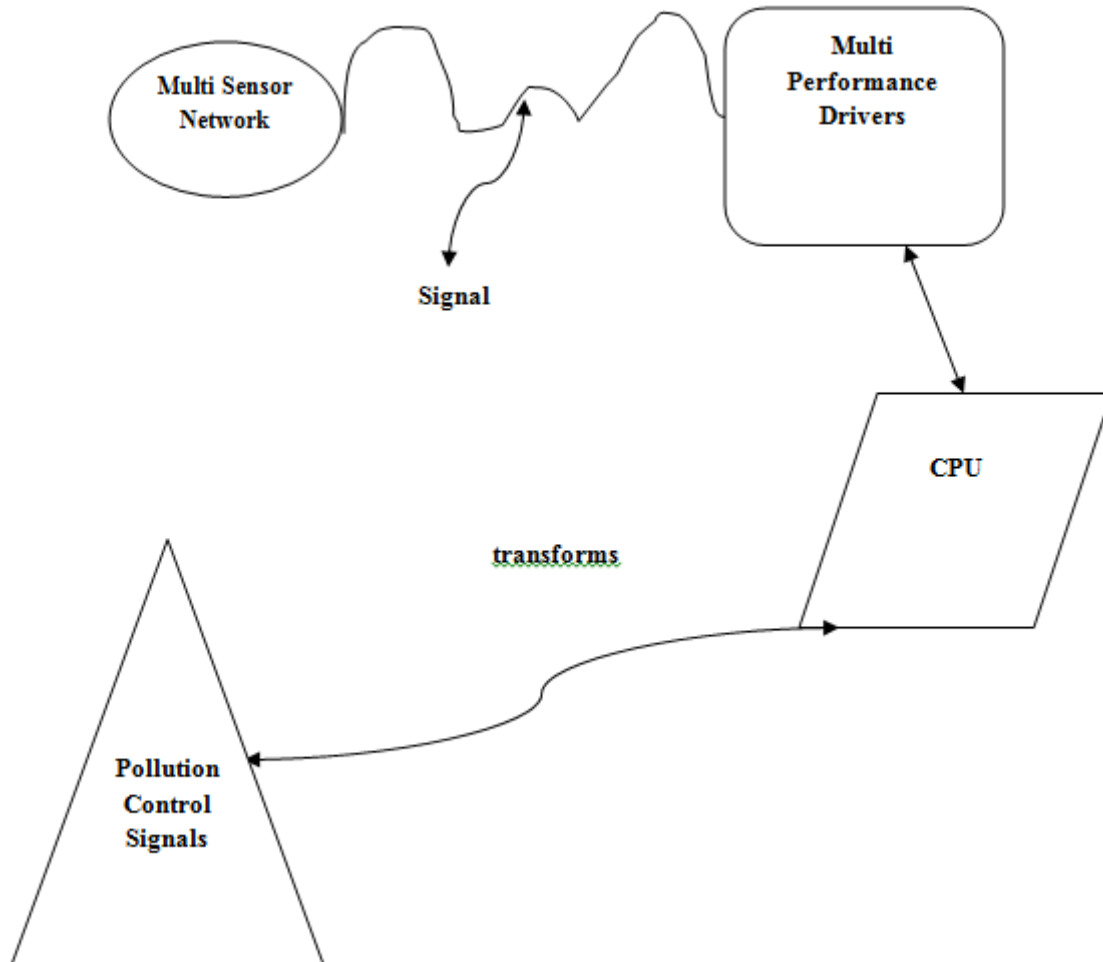 Multi Sensor
Network
Multi
Performance
Drivers
Signal
CPU
transforms
Pollution
Control
Signals